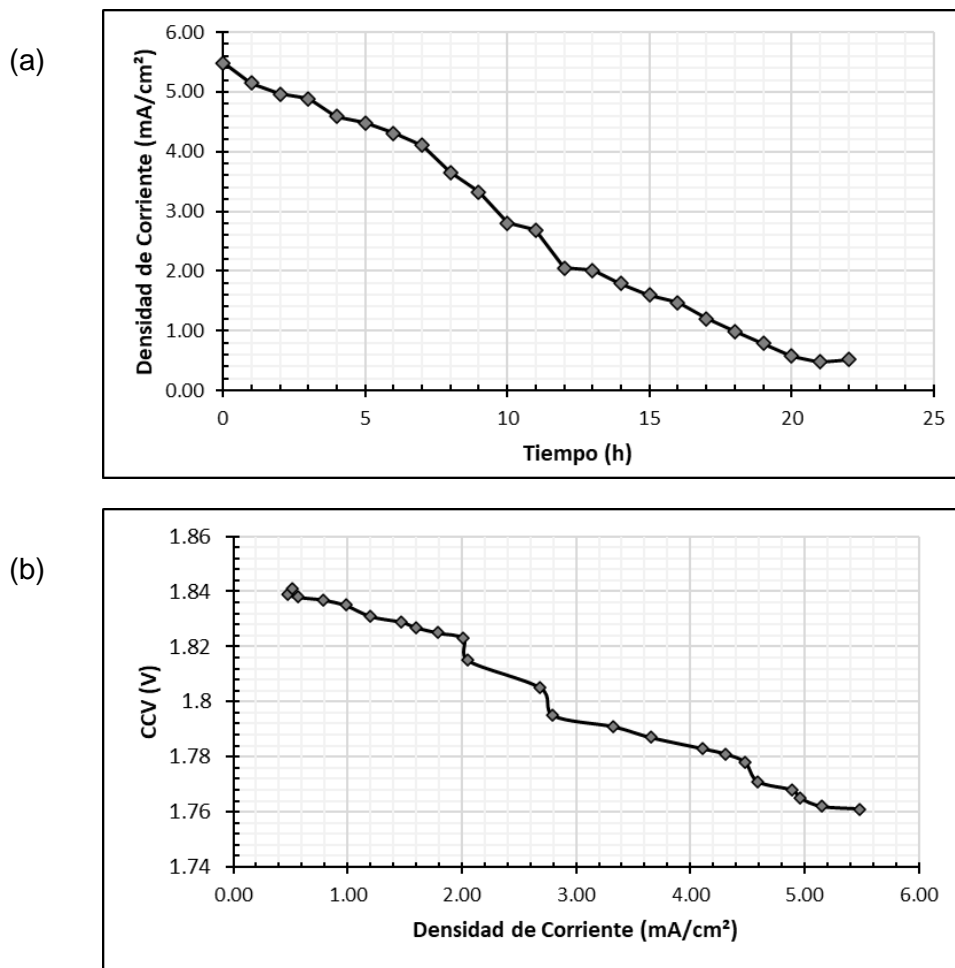 (a)
Densidad de Corriente (mA/cm²)
6.00
5.00
4.00
3.00
2.00
1.00
0.00
0 5 10 15 20 25
Tiempo (h)
(b)
CCV (V)
1.86
1.84
1.82
1.8
1.78
1.76
1.74
0.00 1.00 2.00 3.00 4.00 5.00 6.00
Densidad de Corriente (mA/cm²)